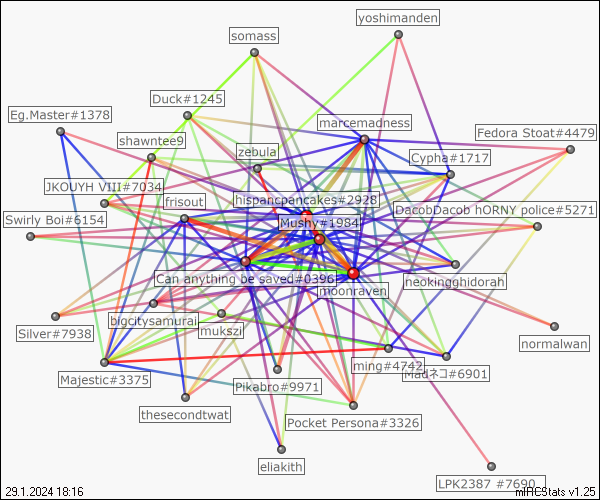 yoshimanden
somass
Duck#1245
Eg.Master#1378
marcemadness
Fedora Stoat#4479
shawntee9
zebula
Cypha#1717
JKOUYH VIII#7034
frisout
hispancpancakes#2928
DacobDacob hORNY police#5271
Swirly Boi#6154
Mushy#1984
Can anything be saved#0396
moonraven
neokingghidorah
bigcitysamurai
mukszi
Silver#7938
normalwan
ming#4742
Madネコ#6901
Majestic#3375
Pikabro#9971
thesecondtwat
Pocket Persona#3326
eliakith
LPK2387 #7690
29.1.2024 18:16
mIRCStats v1.25